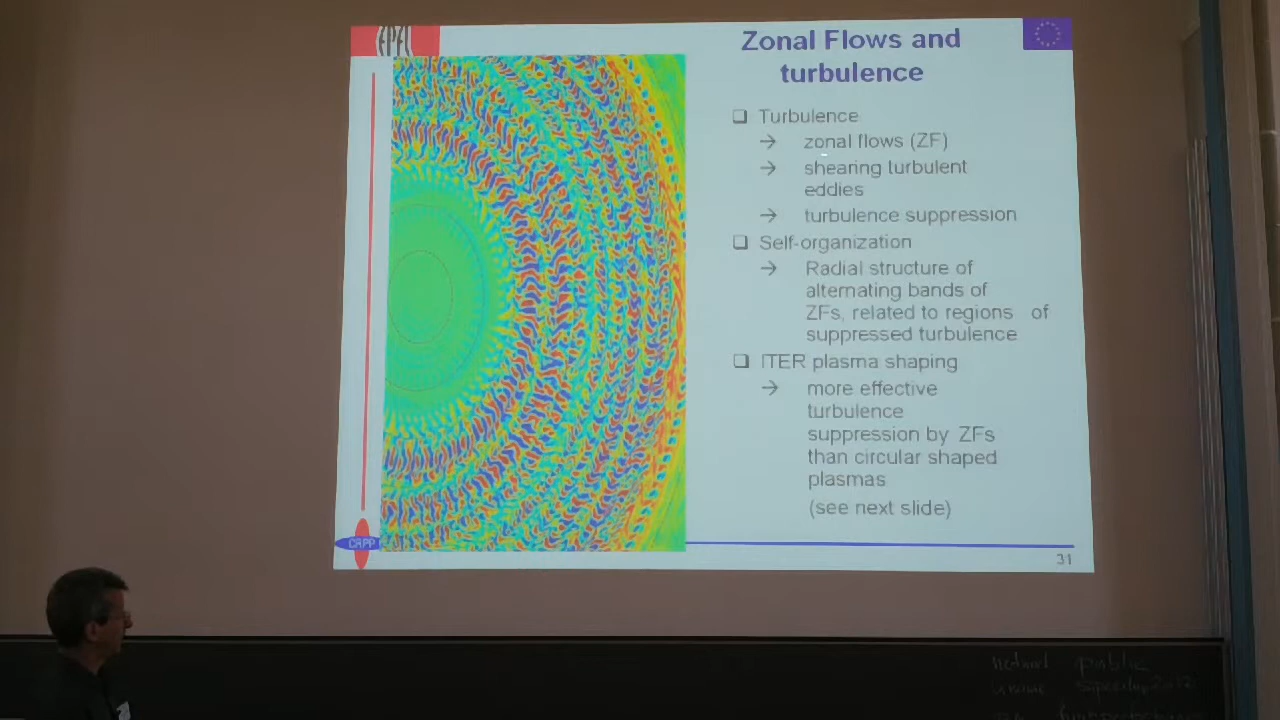 EPFL
Zonal Flows and
turbulence
❑ Turbulence
→ zonal flows (ZF)
→ shearing turbulent
eddies
→ turbulence suppression
❑ Self-organization
→ Radial structure of
alternating bands of
ZFs, related to regions of
suppressed turbulence
❑ ITER plasma shaping
→ more effective
turbulence
suppression by ZFs
than circular shaped
plasmas
(see next slide)
CRPP
31
public